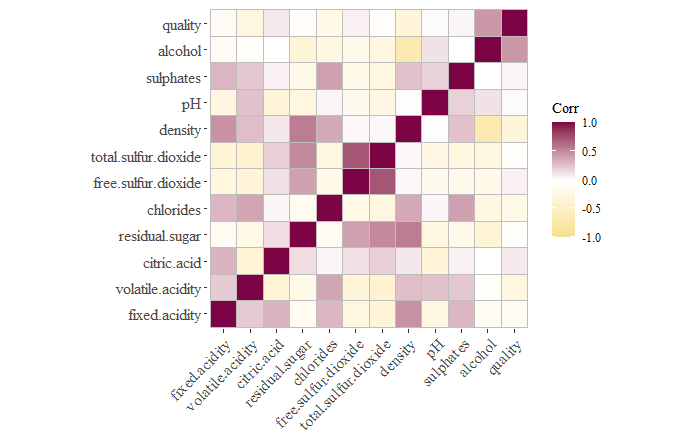 quality
alcohol
sulphates
pH
density
total.sulfur.dioxide
free.sulfur.dioxide
chlorides
residual.sugar
citric.acid
volatile.acidity
fixed.acidity
fixed.acidity
volatile.acidity
citric.acid
residual.sugar
chlorides
free.sulfur.dioxide
total.sulfur.dioxide
density
pH
sulphates
alcohol
quality
Corr
1.0
0.5
0.0
-0.5
-1.0